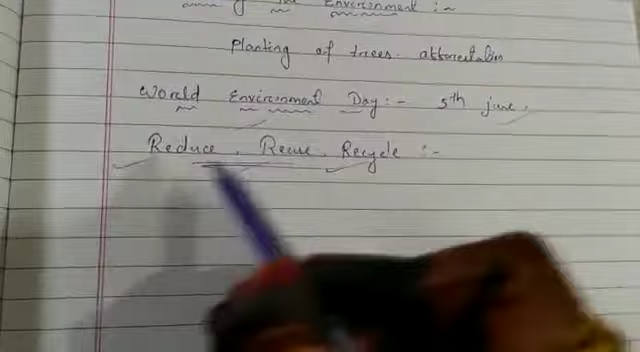 Environment :-
Planting of trees. afforestation
World Environment Day :- 5th june.
Reduce, Reuse, Recycle :-